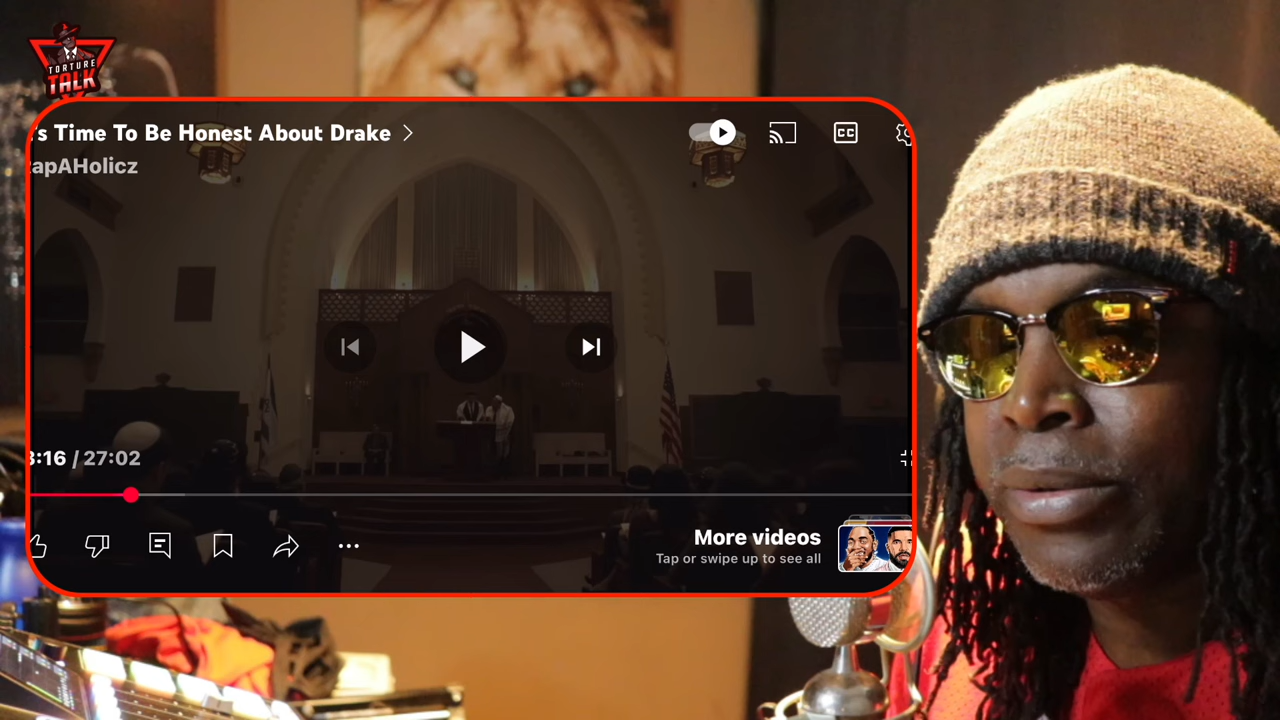 TORTURE
TALK
's Time To Be Honest About Drake
apAHolicz
CC
3:16 / 27:02
More videos
Tap or swipe up to see all